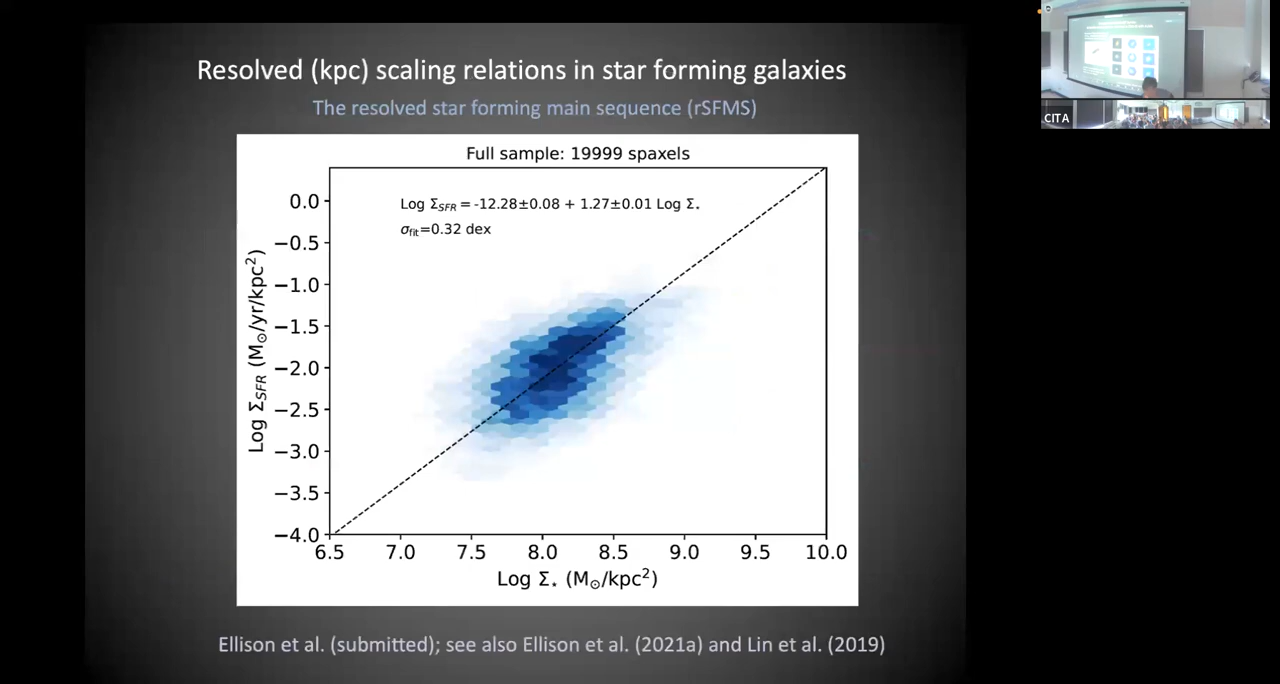 Resolved (kpc) scaling relations in star forming galaxies
The resolved star forming main sequence (rSFMS)
Full sample: 19999 spaxels
Log Σ_SFR = -12.28±0.08 + 1.27±0.01 Log Σ⋆
σ_fit=0.32 dex
Log Σ_SFR (M⊙/yr/kpc²)
0.0
−0.5
−1.0
−1.5
−2.0
−2.5
−3.0
−3.5
−4.0
6.5 7.0 7.5 8.0 8.5 9.0 9.5 10.0
Log Σ⋆ (M⊙/kpc²)
Ellison et al. (submitted); see also Ellison et al. (2021a) and Lin et al. (2019)
CITA